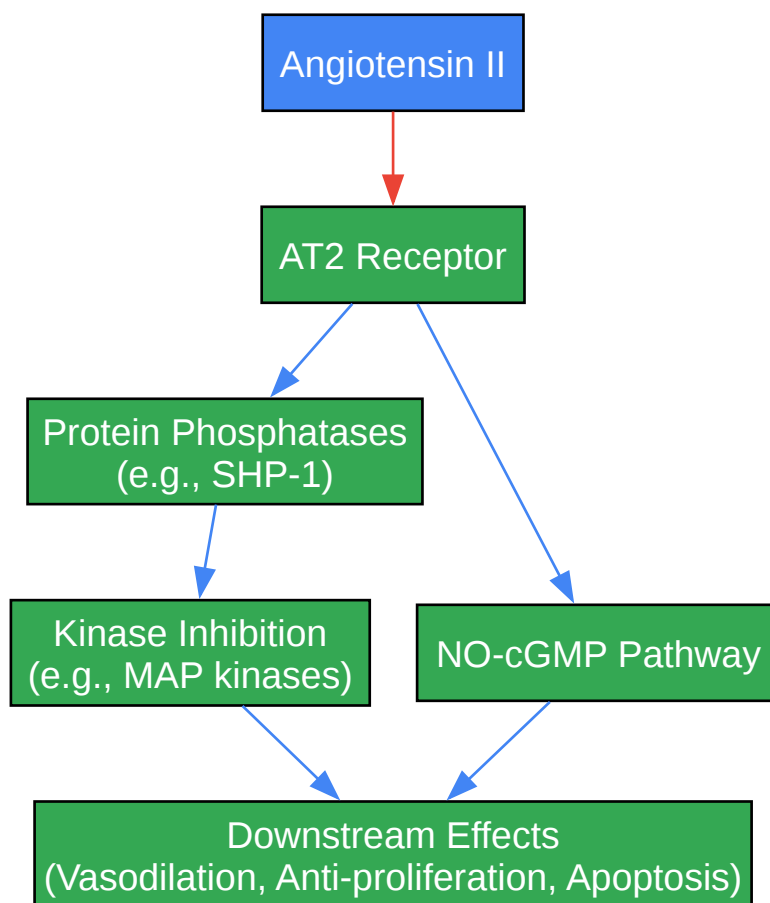 Angiotensin II
AT2 Receptor
Protein Phosphatases
(e.g., SHP-1)
Kinase Inhibition
(e.g., MAP kinases)
NO-cGMP Pathway
Downstream Effects
(Vasodilation, Anti-proliferation, Apoptosis)